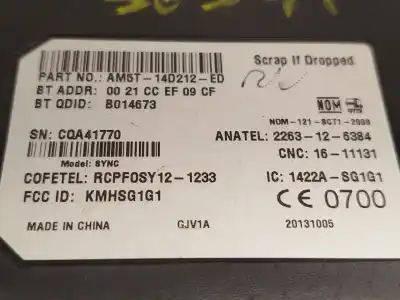 Scrap If Dropped
PART NO.: AM5T-14D212-ED
BT ADDR: 00 21 CC EF 09 CF
BT QDID: B014673
NOM
NOM-121-SCT1-2009
SN: CQA41770
ANATEL: 2263-12-6384
CNC: 16-11131
Model: SYNC
COFETEL: RCPFOSY12-1233
IC: 1422A-SG1G1
FCC ID: KMHSG1G1
CE 0700
MADE IN CHINA
GJV1A
20131005